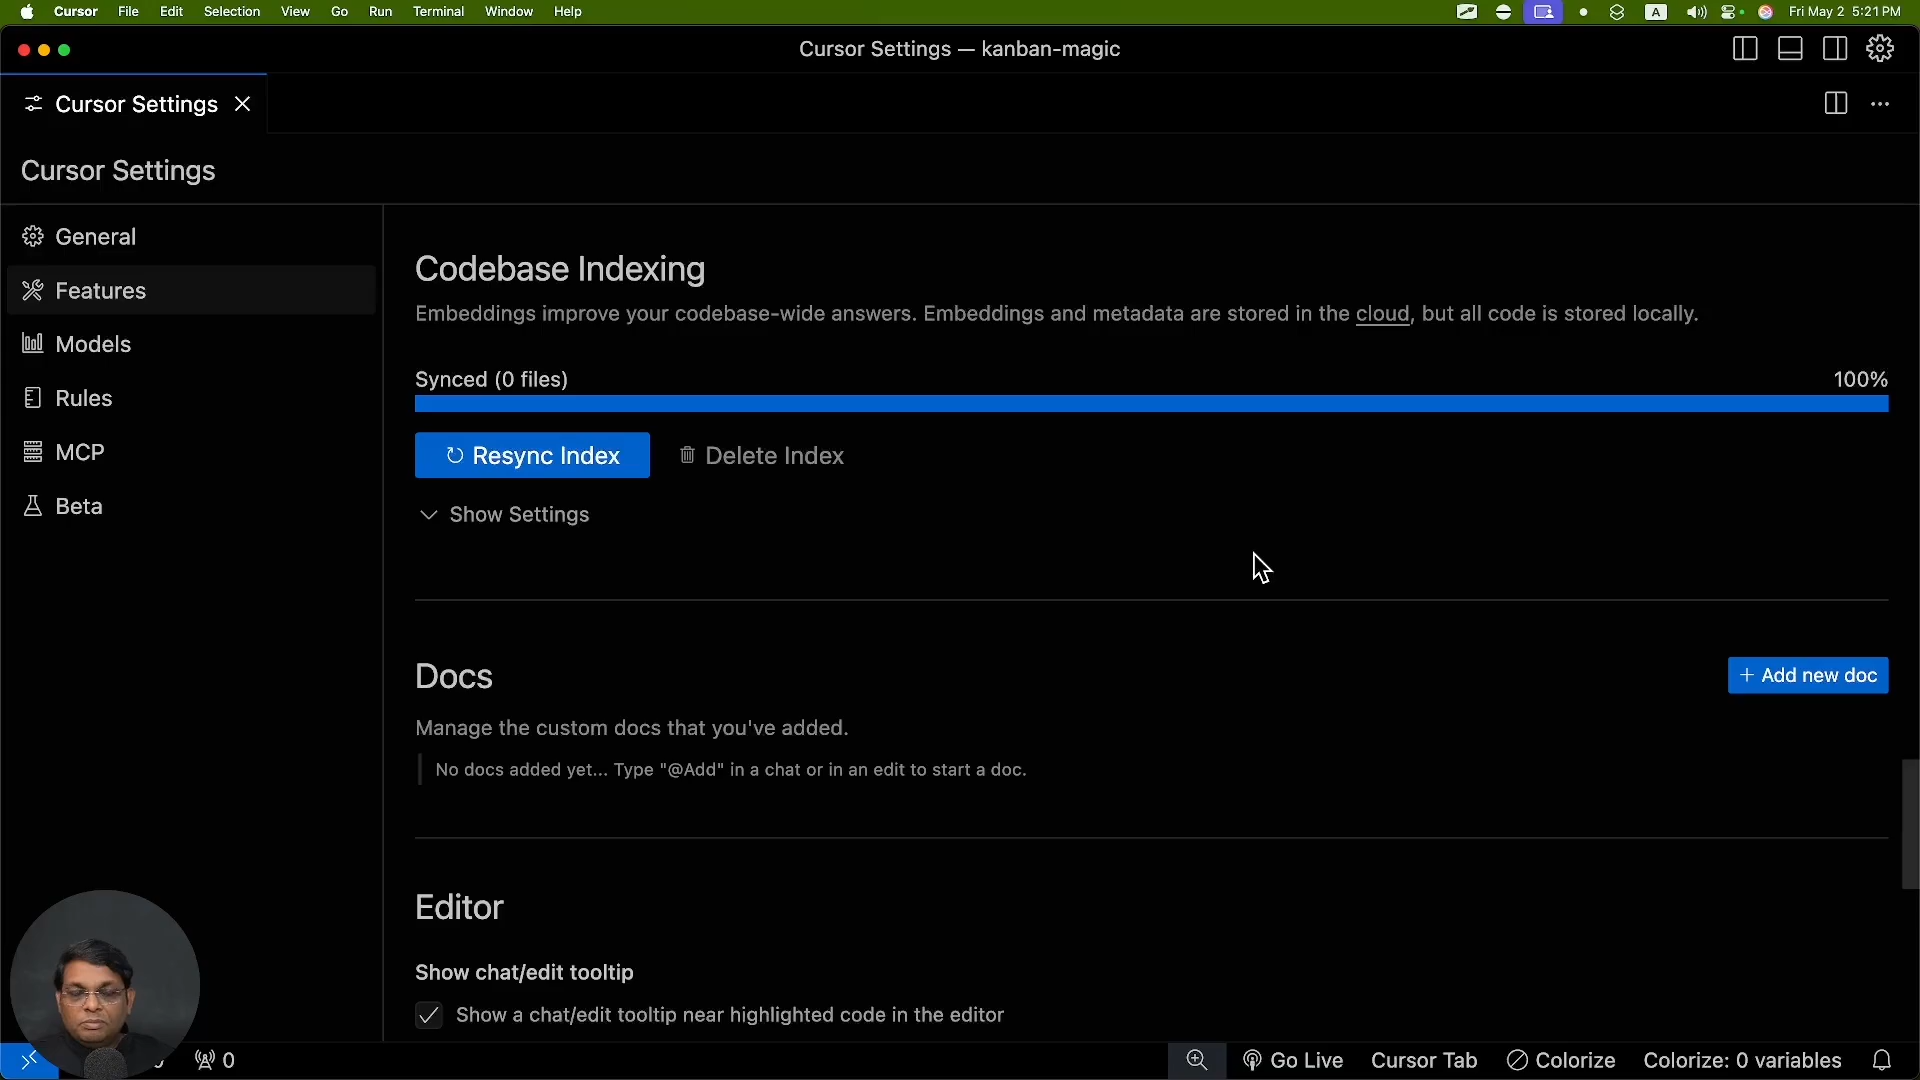 Cursor File Edit Selection View Go Run Terminal Window Help A Fri May 2 5:21 PM
Cursor Settings — kanban-magic
Cursor Settings
Cursor Settings
General
Features
Models
Rules
MCP
Beta
Codebase Indexing
Embeddings improve your codebase-wide answers. Embeddings and metadata are stored in the cloud, but all code is stored locally.
Synced (0 files) 100%
Resync Index Delete Index
Show Settings
Docs + Add new doc
Manage the custom docs that you've added.
No docs added yet... Type "@Add" in a chat or in an edit to start a doc.
Editor
Show chat/edit tooltip
Show a chat/edit tooltip near highlighted code in the editor
0 Go Live Cursor Tab Colorize Colorize: 0 variables